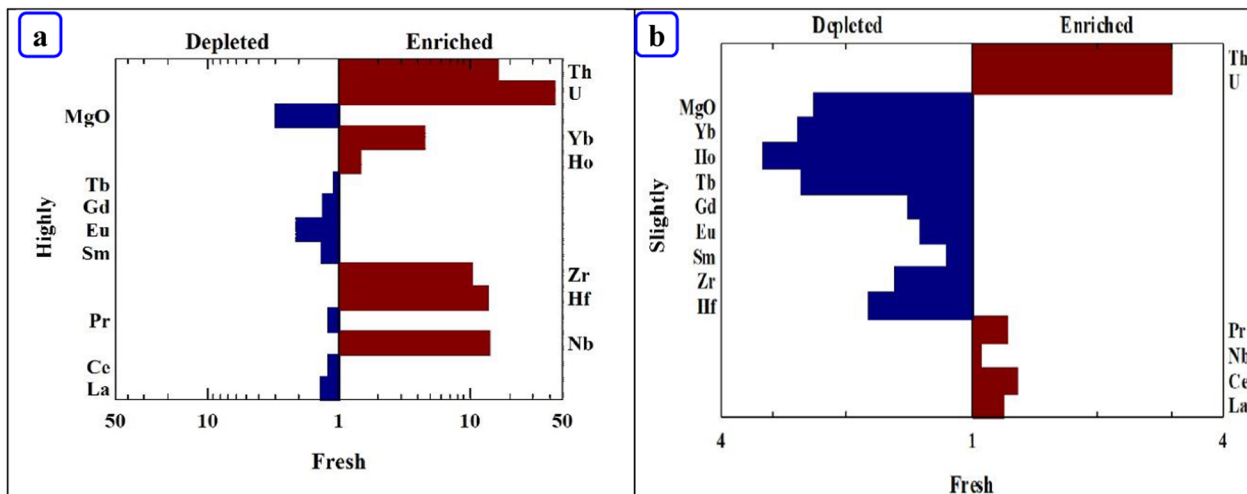 a
Depleted Enriched
Th
U
MgO
Yb
Ho
Tb
Gd
Eu
Sm
Zr
Hf
Pr
Nb
Ce
La
Highly
50 10 1 10 50
Fresh
b
Depleted Enriched
Th
U
MgO
Yb
Ho
Tb
Gd
Eu
Sm
Zr
Hf
Pr
Nb
Ce
La
Slightly
4 1 4
Fresh